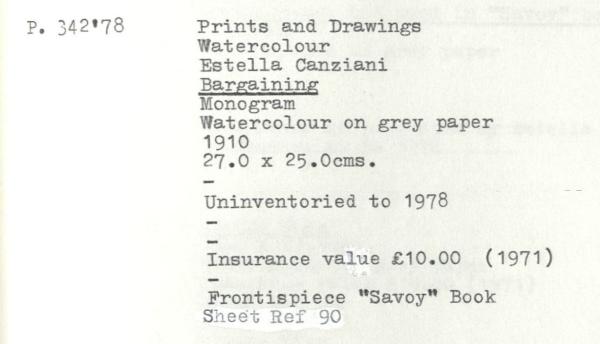 P. 342'78 Prints and Drawings
Watercolour
Estella Canziani
Bargaining
Monogram
Watercolour on grey paper
1910
27.0 x 25.0cms.
-
Uninventoried to 1978
-
-
Insurance value £10.00 (1971)
-
Frontispiece "Savoy" Book
Sheet Ref 90